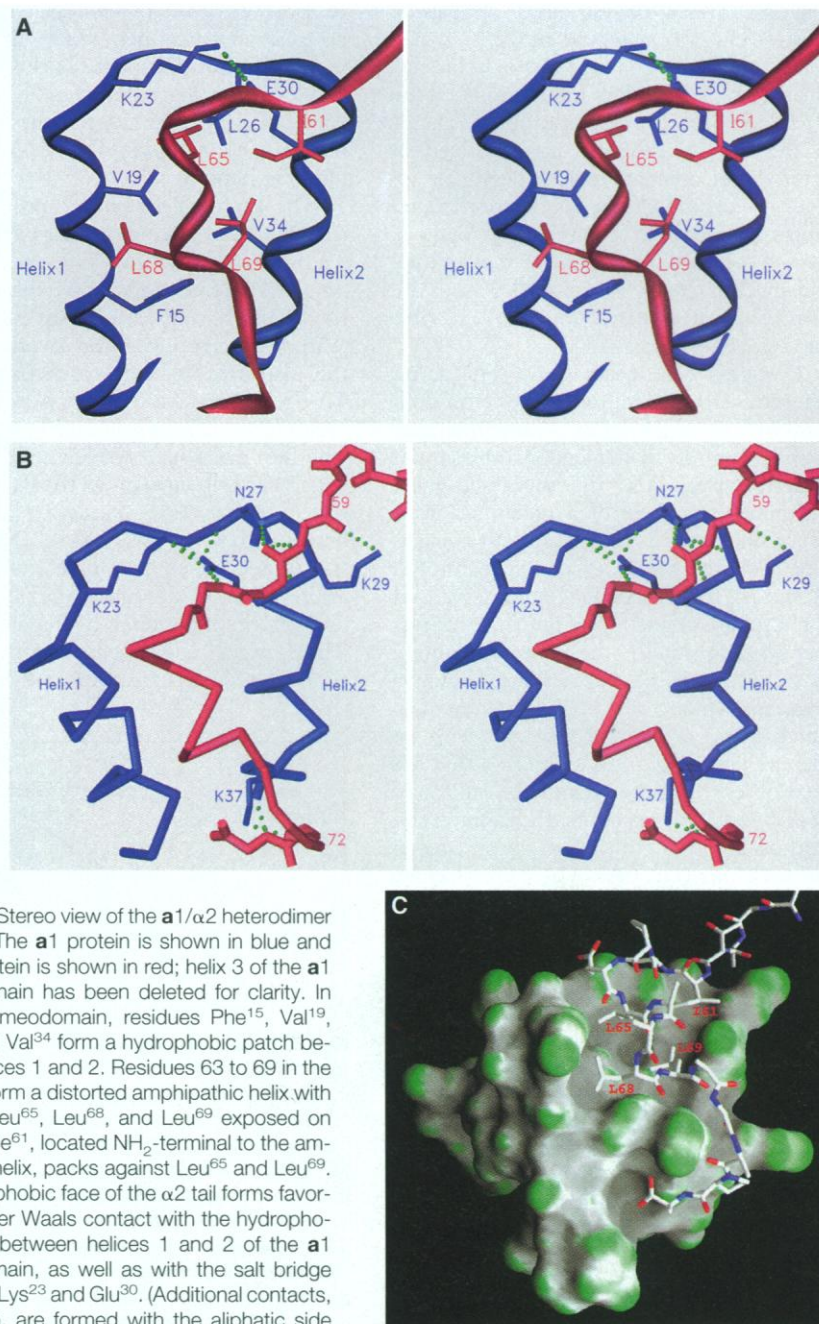 A
K23
E30
L26
I61
L65
V19
V34
Helix1
L68
L69
Helix2
F15
K23
E30
L26
I61
L65
V19
V34
Helix1
L68
L69
Helix2
F15
B
N27
59
E30
K23
K29
Helix1
Helix2
K37
72
N27
59
E30
K23
K29
Helix1
Helix2
K37
72
Stereo view of the a1/α2 heterodimer
The a1 protein is shown in blue and
tein is shown in red; helix 3 of the a1
main has been deleted for clarity. In
meodomain, residues Phe15, Val19,
Val34 form a hydrophobic patch be-
ces 1 and 2. Residues 63 to 69 in the
orm a distorted amphipathic helix with
eu65, Leu68, and Leu69 exposed on
e61, located NH2-terminal to the am-
helix, packs against Leu65 and Leu69.
phobic face of the α2 tail forms favor-
er Waals contact with the hydropho-
between helices 1 and 2 of the a1
main, as well as with the salt bridge
Lys23 and Glu30. (Additional contacts,
are formed with the aliphatic side
C
L65
L61
L69
L68